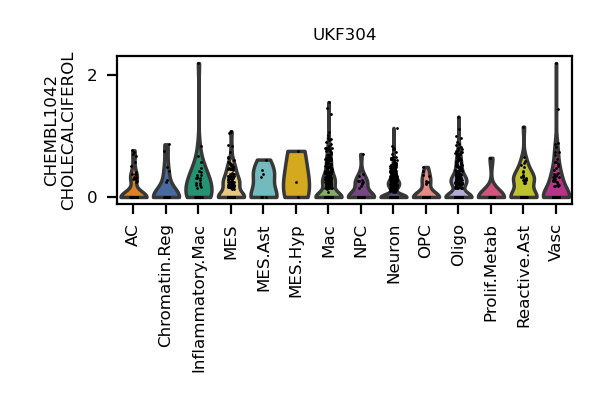 UKF304
CHEMBL1042
CHOLECALCIFEROL
2
0
AC
Chromatin.Reg
Inflammatory.Mac
MES
MES.Ast
MES.Hyp
Mac
NPC
Neuron
OPC
Oligo
Prolif.Metab
Reactive.Ast
Vasc